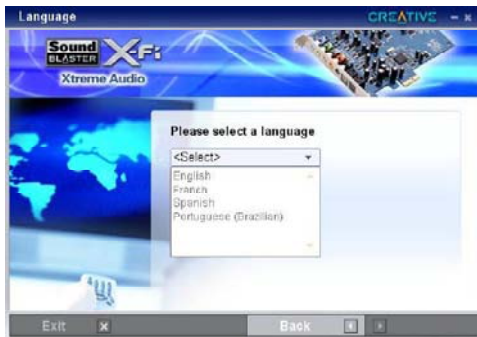 Language
CREATIVE
Sound
BLASTER
X-Fi
Xtreme Audio
Please select a language
<Select>
English
French
Spanish
Portuguese (Brazilian)
Exit
Back